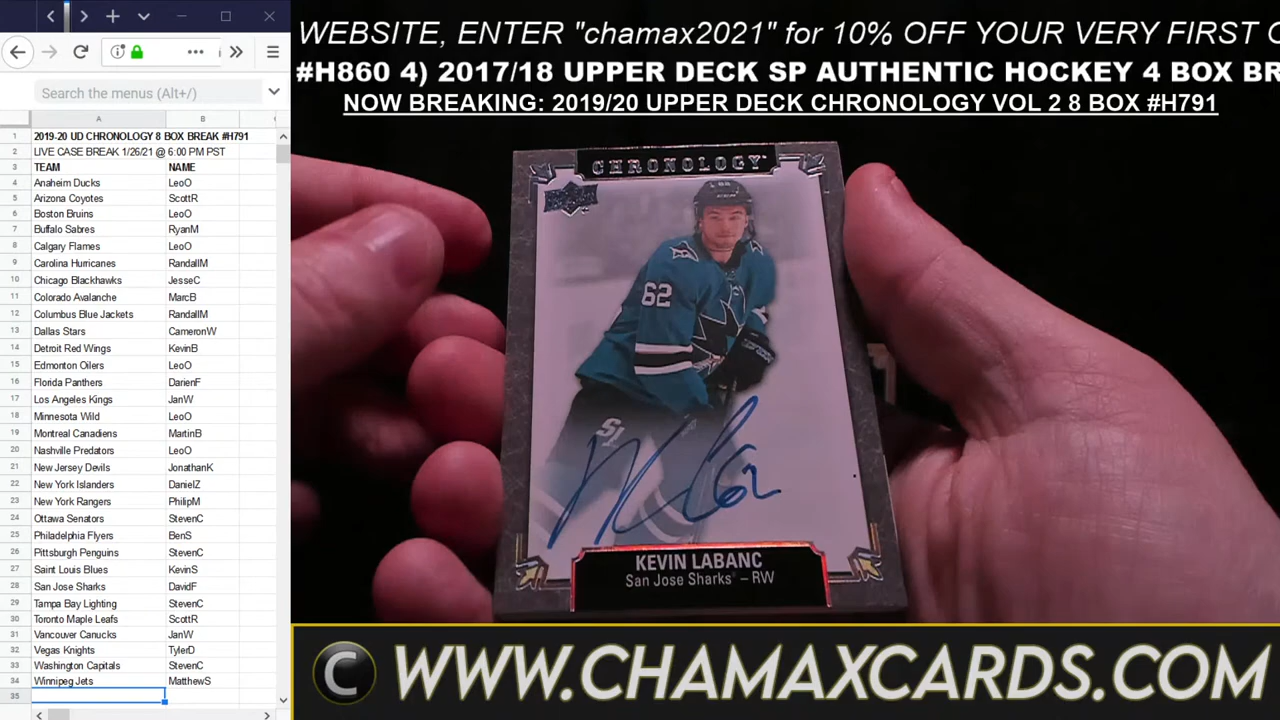 Search the menus (Alt+/)
A B
1 2019-20 UD CHRONOLOGY 8 BOX BREAK #H791
2 LIVE CASE BREAK 1/26/21 @ 6:00 PM PST
3 TEAM NAME
4 Anaheim Ducks LeoO
5 Arizona Coyotes ScottR
6 Boston Bruins LeoO
7 Buffalo Sabres RyanM
8 Calgary Flames LeoO
9 Carolina Hurricanes RandallM
10 Chicago Blackhawks JesseC
11 Colorado Avalanche MarcB
12 Columbus Blue Jackets RandallM
13 Dallas Stars CameronW
14 Detroit Red Wings KevinB
15 Edmonton Oilers LeoO
16 Florida Panthers DarienF
17 Los Angeles Kings JanW
18 Minnesota Wild LeoO
19 Montreal Canadiens MartinB
20 Nashville Predators LeoO
21 New Jersey Devils JonathanK
22 New York Islanders DanielZ
23 New York Rangers PhilipM
24 Ottawa Senators StevenC
25 Philadelphia Flyers BenS
26 Pittsburgh Penguins StevenC
27 Saint Louis Blues KevinS
28 San Jose Sharks DavidF
29 Tampa Bay Lighting StevenC
30 Toronto Maple Leafs ScottR
31 Vancouver Canucks JanW
32 Vegas Knights TylerD
33 Washington Capitals StevenC
34 Winnipeg Jets MatthewS
35
WEBSITE, ENTER "chamax2021" for 10% OFF YOUR VERY FIRST
#H860 4) 2017/18 UPPER DECK SP AUTHENTIC HOCKEY 4 BOX BR
NOW BREAKING: 2019/20 UPPER DECK CHRONOLOGY VOL 2 8 BOX #H791
CHRONOLOGY
62
62
KEVIN LABANC
San Jose Sharks® – RW
C WWW.CHAMAXCARDS.COM